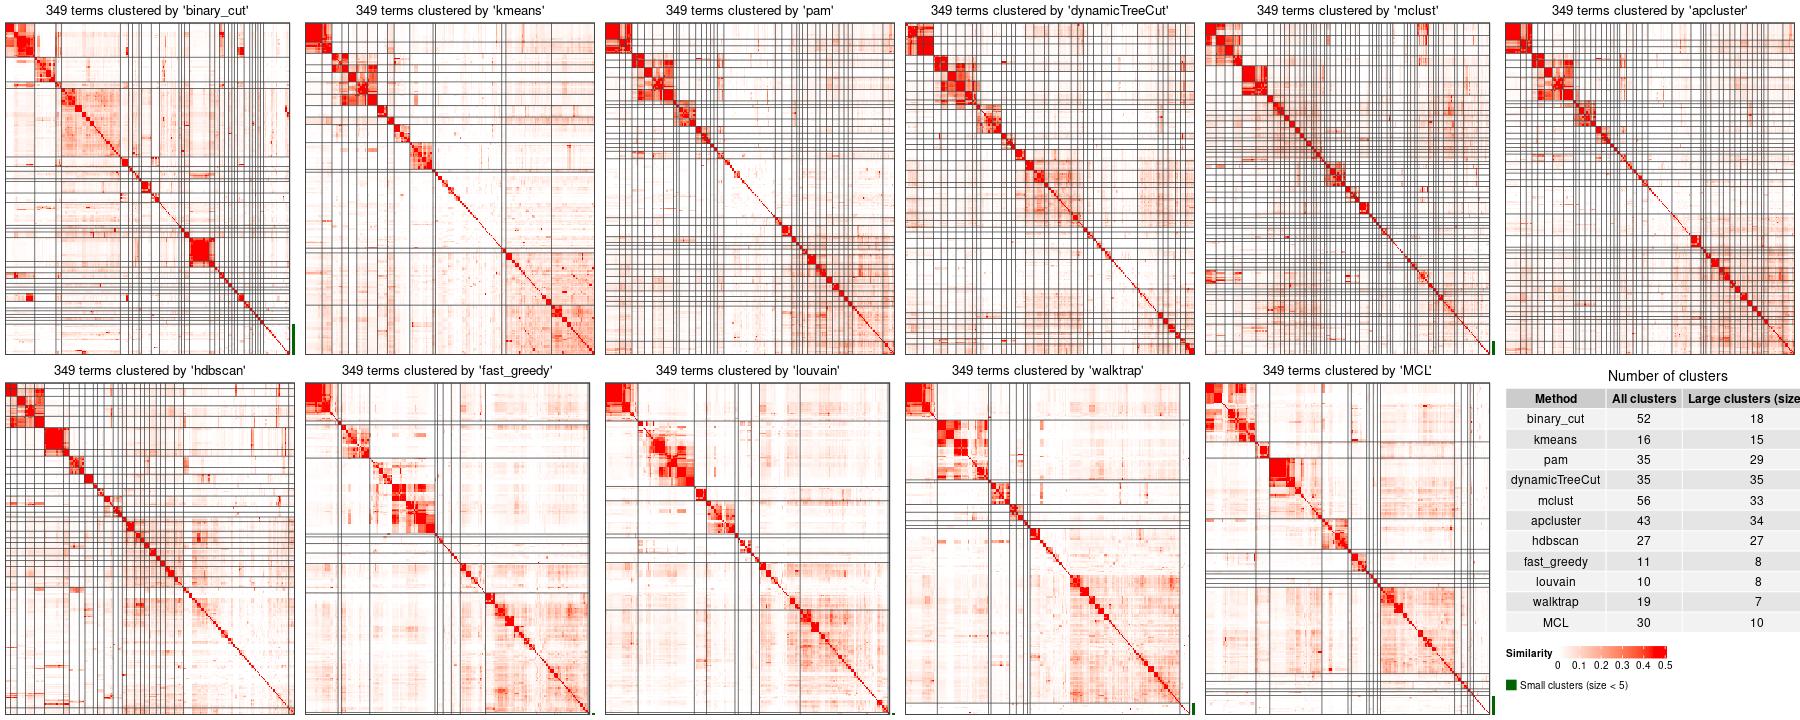 349 terms clustered by 'binary_cut'
349 terms clustered by 'kmeans'
349 terms clustered by 'pam'
349 terms clustered by 'dynamicTreeCut'
349 terms clustered by 'mclust'
349 terms clustered by 'apcluster'
349 terms clustered by 'hdbscan'
349 terms clustered by 'fast_greedy'
349 terms clustered by 'louvain'
349 terms clustered by 'walktrap'
349 terms clustered by 'MCL'
Number of clusters
Method All clusters Large clusters (size
binary_cut 52 18
kmeans 16 15
pam 35 29
dynamicTreeCut 35 35
mclust 56 33
apcluster 43 34
hdbscan 27 27
fast_greedy 11 8
louvain 10 8
walktrap 19 7
MCL 30 10
Similarity
0 0.1 0.2 0.3 0.4 0.5
Small clusters (size < 5)